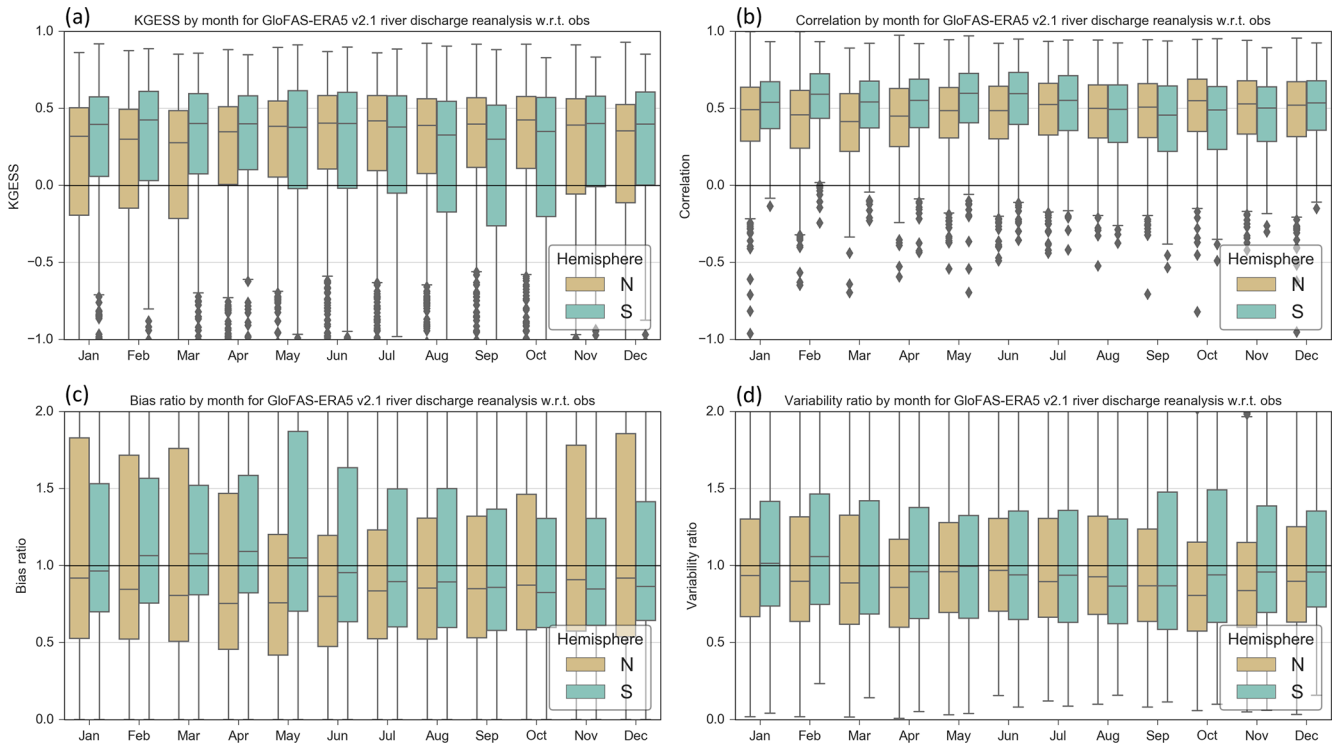 (a)
KGESS by month for GloFAS-ERA5 v2.1 river discharge reanalysis w.r.t. obs
1.0
0.5
0.0
−0.5
−1.0
KGESS
Jan Feb Mar Apr May Jun Jul Aug Sep Oct Nov Dec
Hemisphere
N
S
(b)
Correlation by month for GloFAS-ERA5 v2.1 river discharge reanalysis w.r.t. obs
1.0
0.5
0.0
−0.5
−1.0
Correlation
Jan Feb Mar Apr May Jun Jul Aug Sep Oct Nov Dec
Hemisphere
N
S
(c)
Bias ratio by month for GloFAS-ERA5 v2.1 river discharge reanalysis w.r.t. obs
2.0
1.5
1.0
0.5
0.0
Bias ratio
Jan Feb Mar Apr May Jun Jul Aug Sep Oct Nov Dec
Hemisphere
N
S
(d)
Variability ratio by month for GloFAS-ERA5 v2.1 river discharge reanalysis w.r.t. obs
2.0
1.5
1.0
0.5
0.0
Variability ratio
Jan Feb Mar Apr May Jun Jul Aug Sep Oct Nov Dec
Hemisphere
N
S